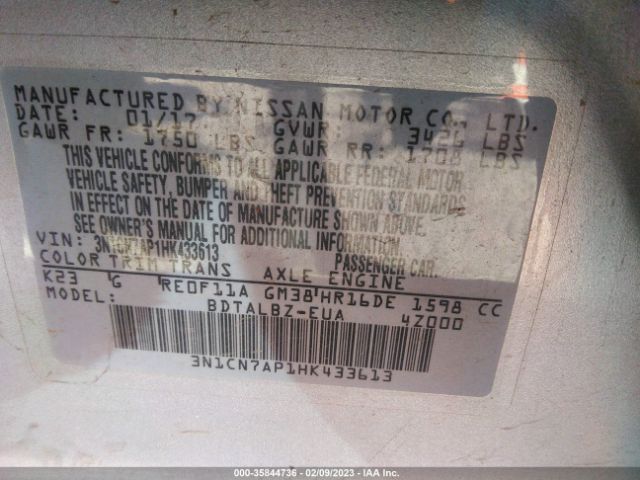 MANUFACTURED BY NISSAN MOTOR CO., LTD.
DATE: 01/17 GVWR: 3424 LBS
GAWR FR: 1750 LBS GAWR RR: 1708 LBS
THIS VEHICLE CONFORMS TO ALL APPLICABLE FEDERAL MOTOR
VEHICLE SAFETY, BUMPER AND THEFT PREVENTION STANDARDS
IN EFFECT ON THE DATE OF MANUFACTURE SHOWN ABOVE.
SEE OWNER'S MANUAL FOR ADDITIONAL INFORMATION
VIN: 3N1CN7AP1HK433613 PASSENGER CAR.
COLOR TRIM TRANS AXLE ENGINE
K23 G RE0F11A GM38 HR16DE 1598 CC
MODEL: BDTALBZ-EUA 4Z000
3N1CN7AP1HK433613
000-35844736 - 02/09/2023 - IAA Inc.